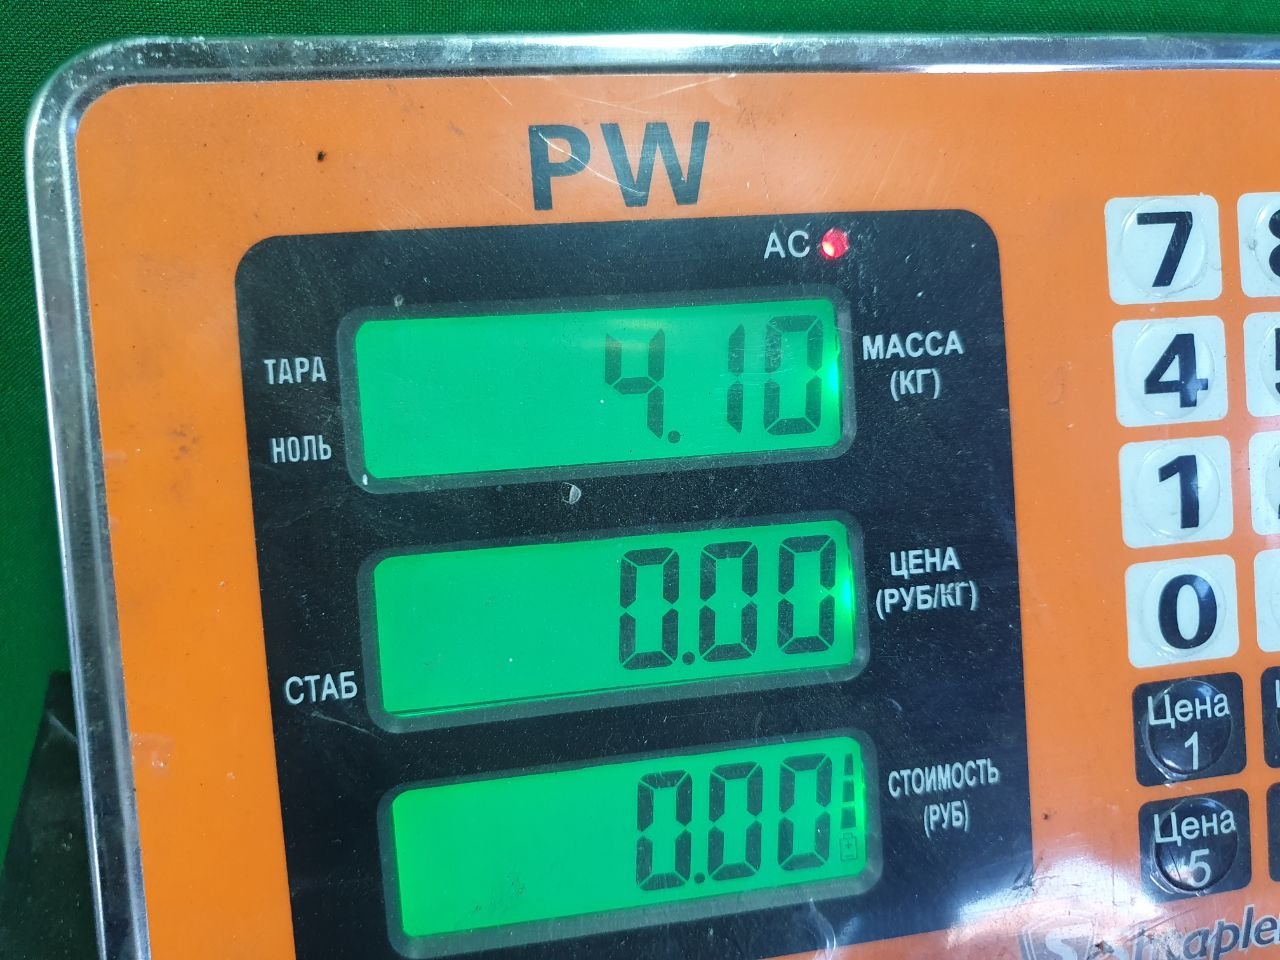 PW
AC
ТАРА
4.10
МАССА
(КГ)
НОЛЬ
0.00
ЦЕНА
(РУБ/КГ)
СТАБ
0.00
СТОИМОСТЬ
(РУБ)
7
4
1
0
Цена
1
Цена
5